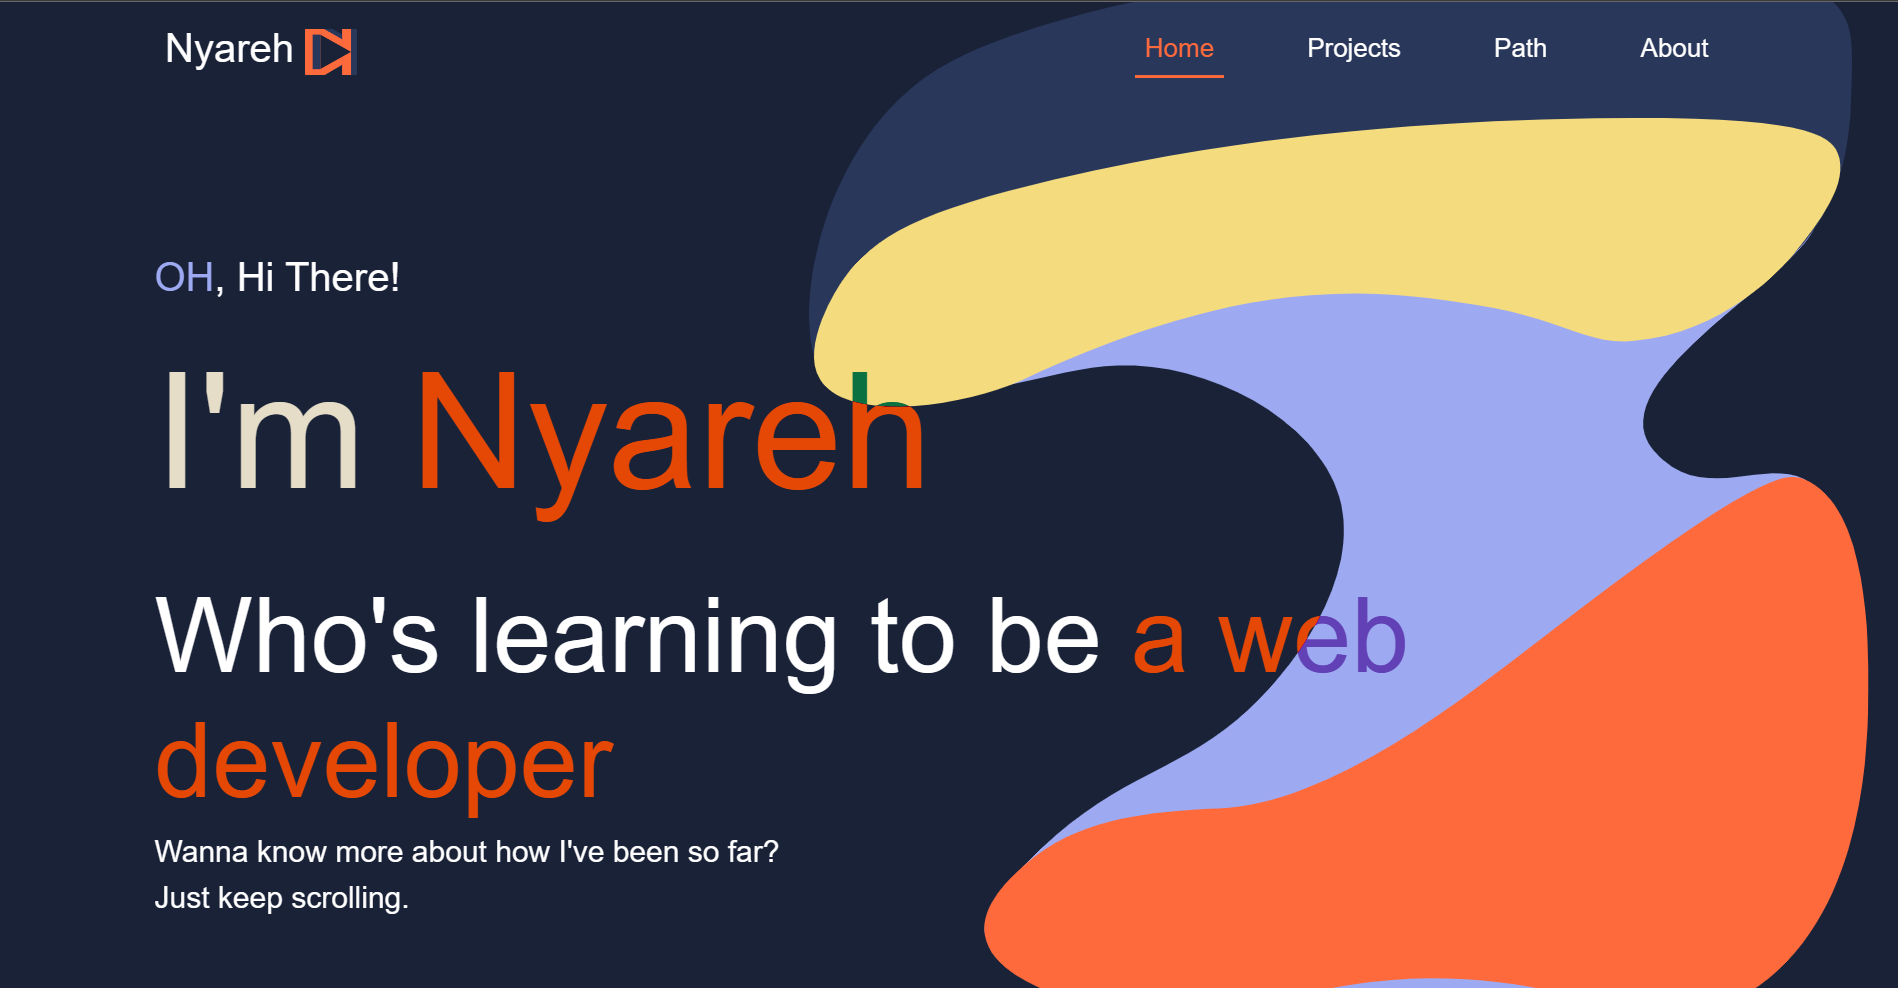 Nyareh
Home Projects Path About
OH, Hi There!
I'm Nyareh
Who's learning to be a web
developer
Wanna know more about how I've been so far?
Just keep scrolling.